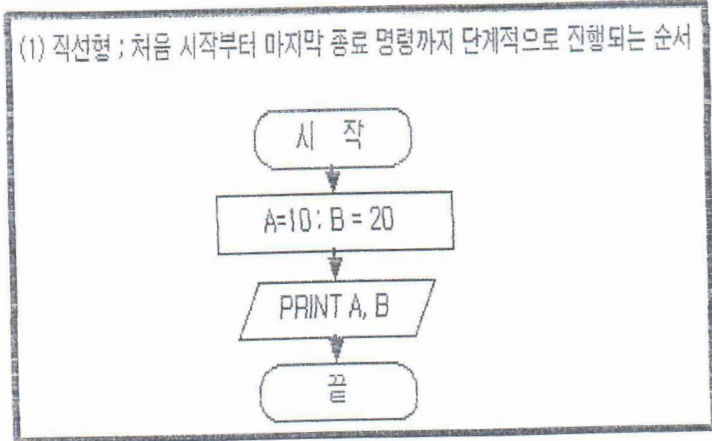 (1) 직선형 ; 처음 시작부터 마지막 종료 명령까지 단계적으로 진행되는 순서
시 작
A=10 : B = 20
PRINT A, B
끝